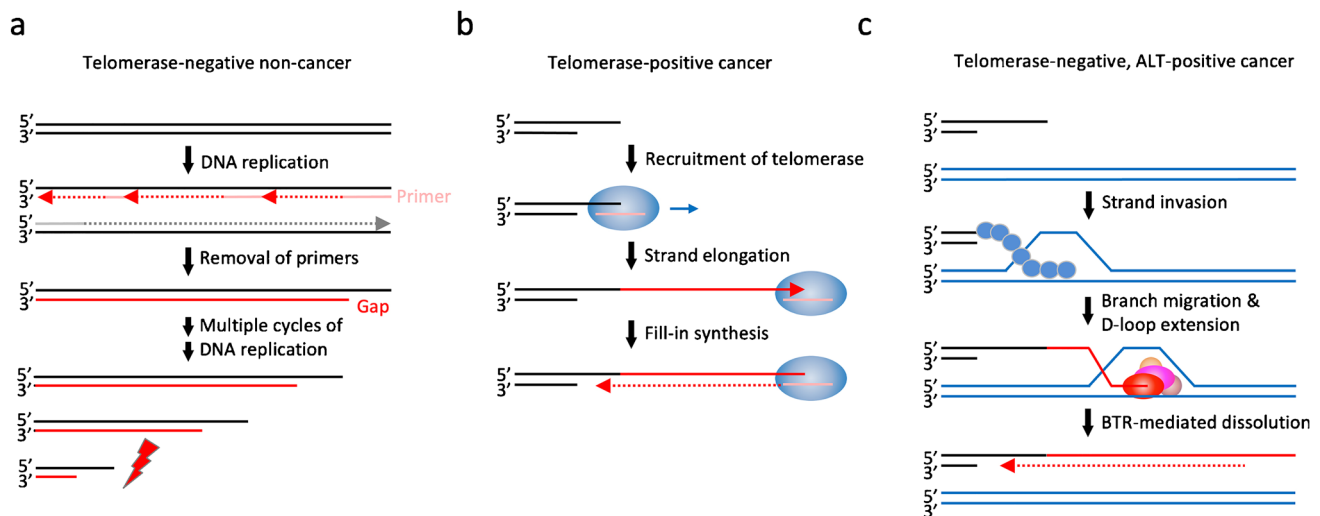 a
Telomerase-negative non-cancer
5′
3′
DNA replication
5′
3′
Primer
5′
3′
Removal of primers
5′
3′
Gap
Multiple cycles of
DNA replication
5′
3′
5′
3′
5′
3′
b
Telomerase-positive cancer
5′
3′
Recruitment of telomerase
5′
3′
Strand elongation
5′
3′
Fill-in synthesis
5′
3′
c
Telomerase-negative, ALT-positive cancer
5′
3′
5′
3′
Strand invasion
5′
3′
5′
3′
Branch migration &
D-loop extension
5′
3′
5′
3′
BTR-mediated dissolution
5′
3′
5′
3′